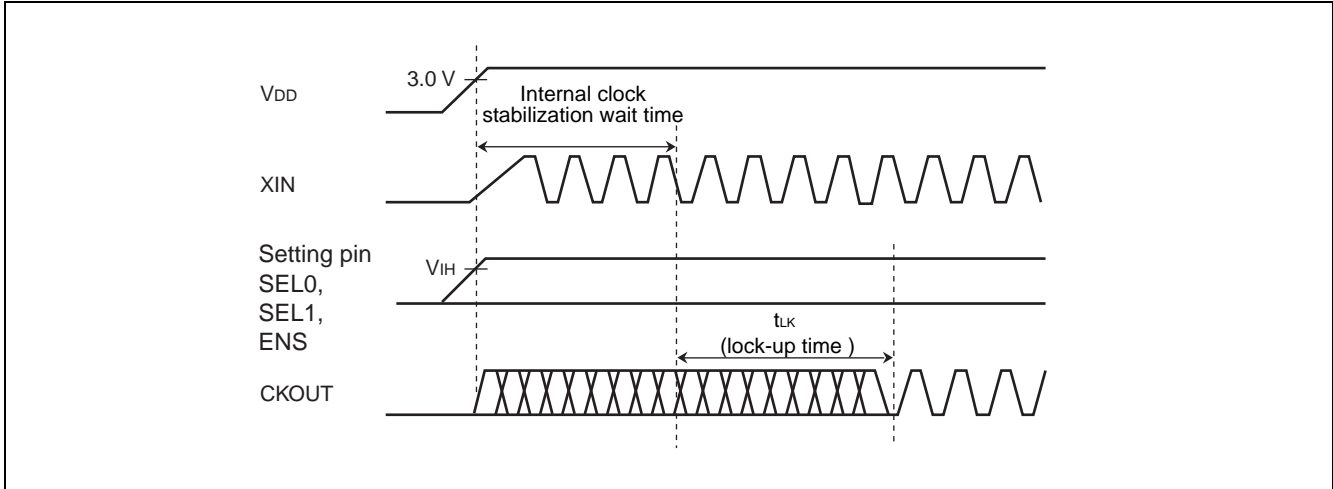 3.0 V
VDD
Internal clock
stabilization wait time
XIN
Setting pin
SEL0,
SEL1,
ENS
VIH
tLK
(lock-up time )
CKOUT